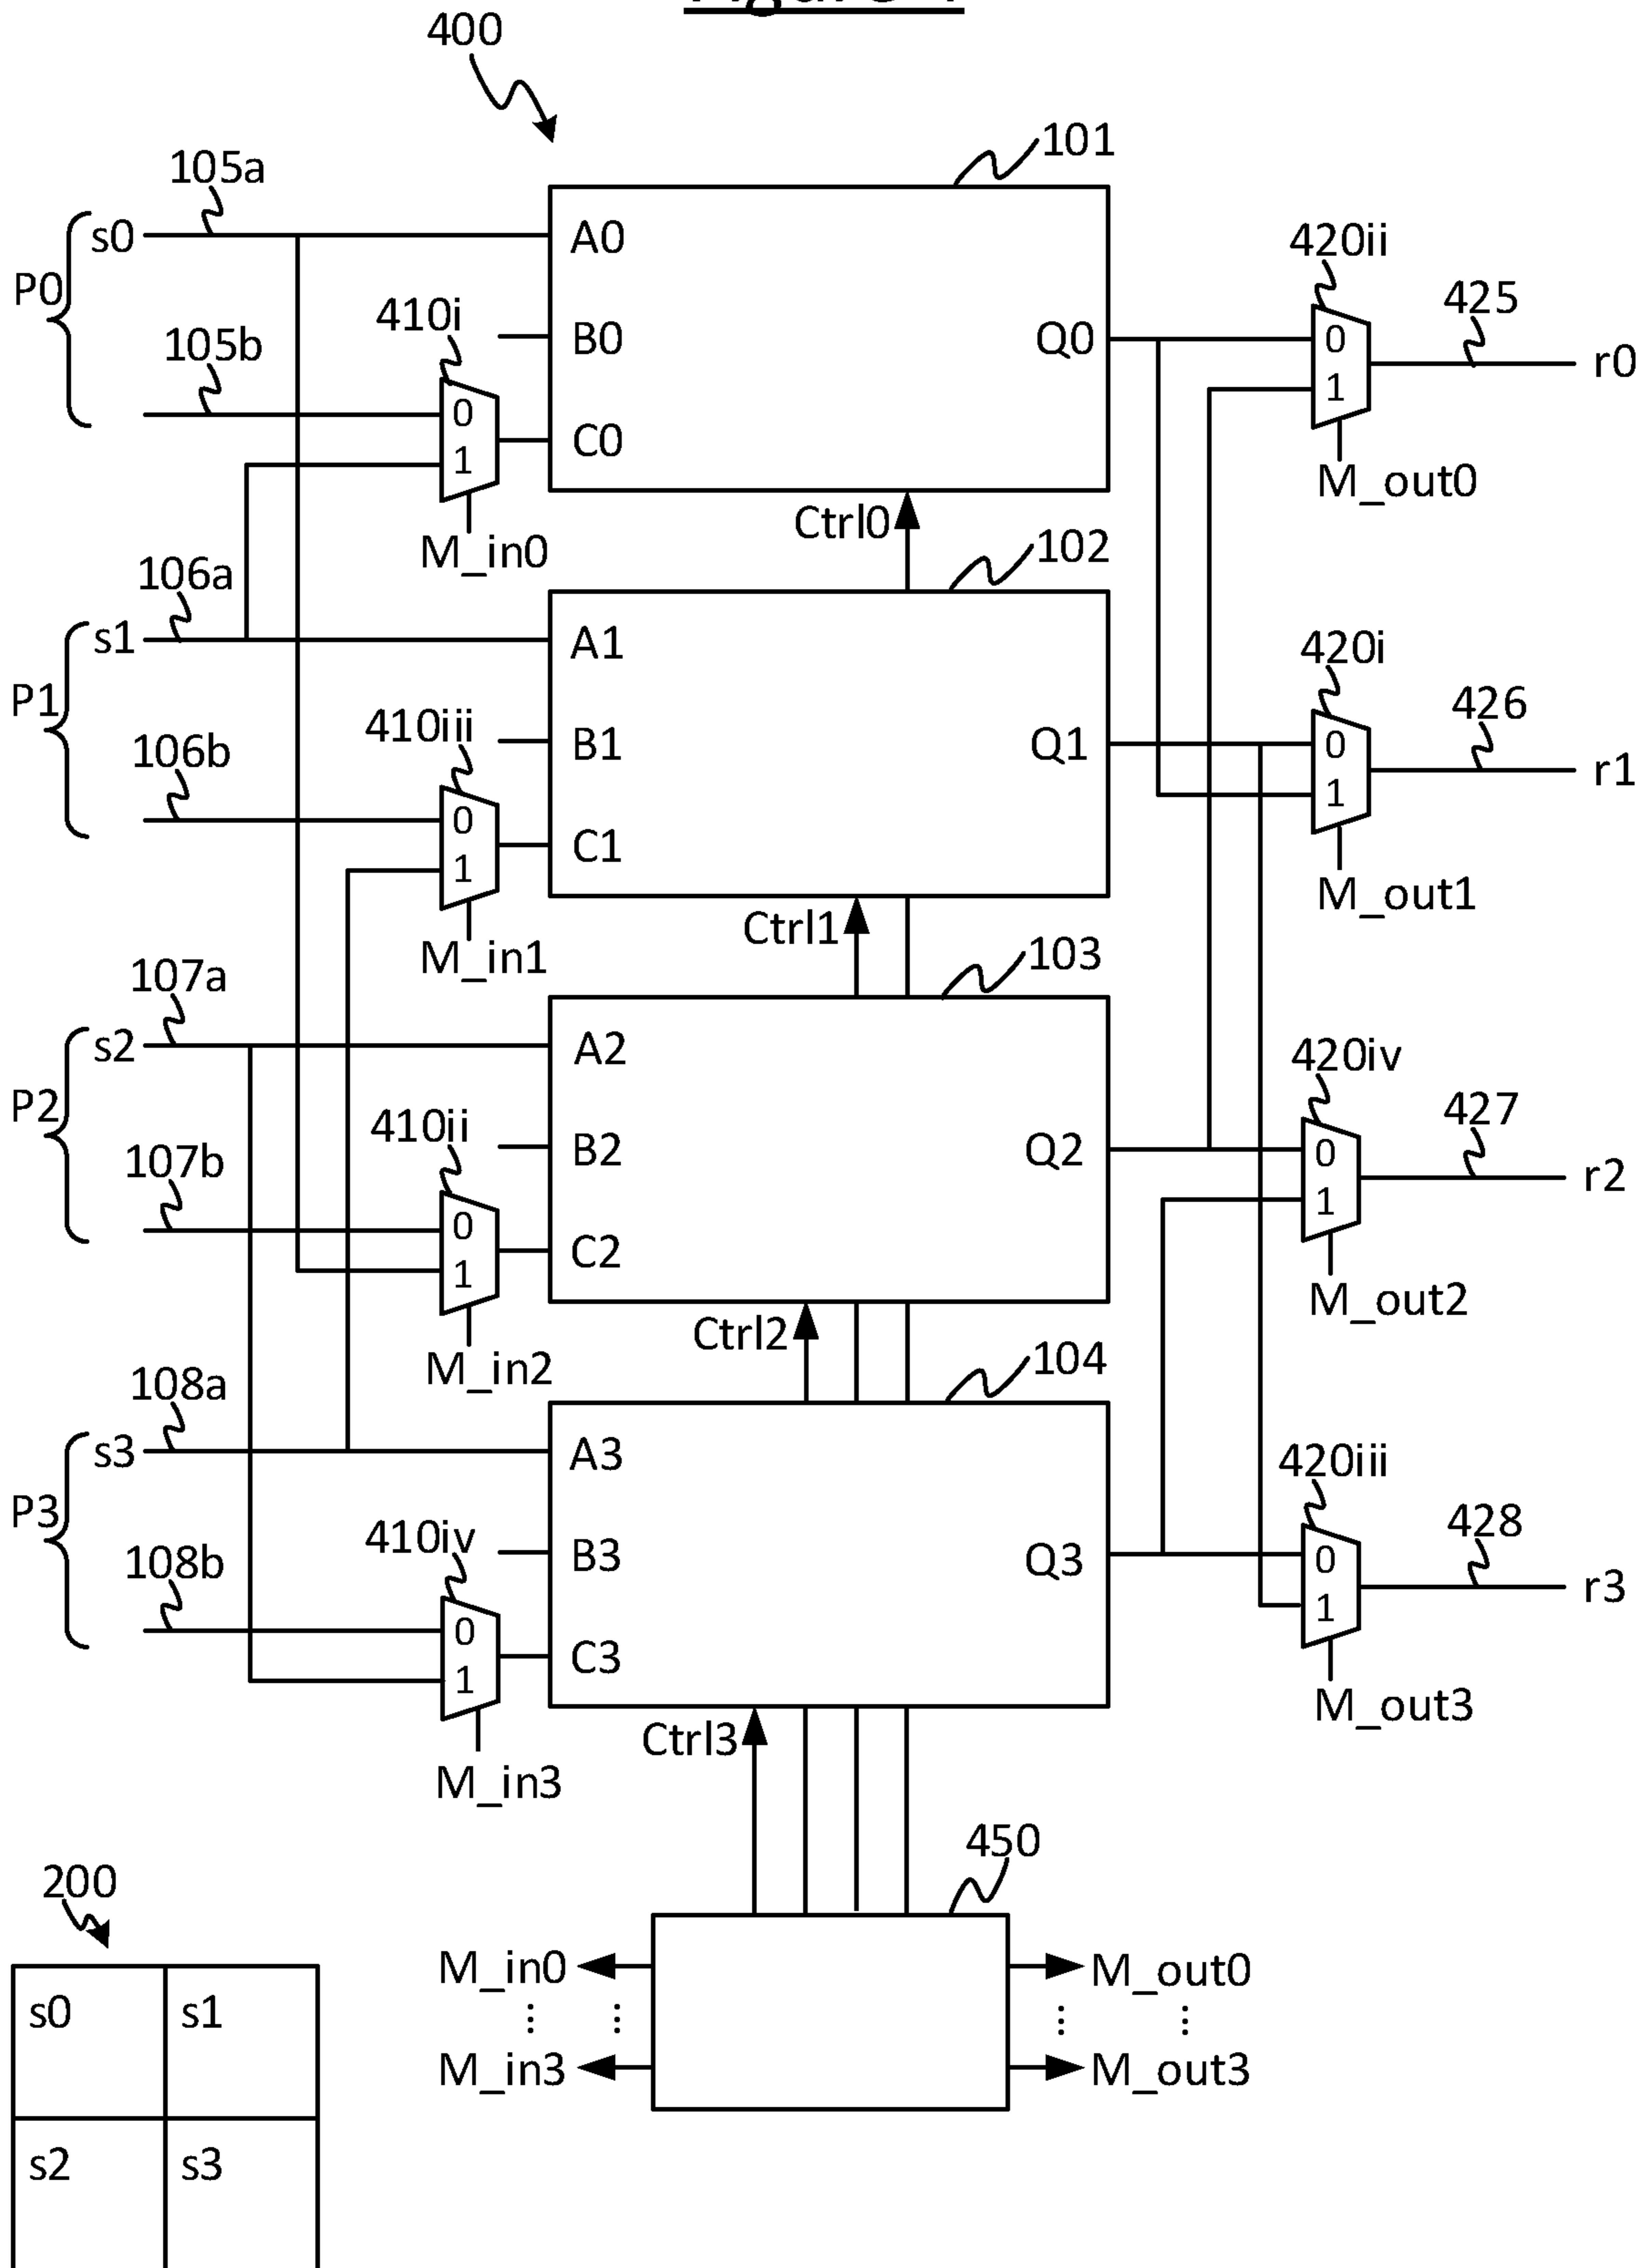 400
101
105a
s0
A0
420ii
P0
410i
425
105b
B0
Q0
0
r0
0
1
C0
1
M_out0
Ctrl0
M_in0
102
106a
s1
A1
420i
P1
410iii
426
106b
B1
Q1
0
r1
0
1
C1
1
M_out1
Ctrl1
M_in1
103
107a
s2
A2
420iv
P2
410ii
427
107b
B2
Q2
0
r2
0
1
C2
1
M_out2
Ctrl2
M_in2
104
108a
s3
A3
420iii
P3
410iv
428
108b
B3
Q3
0
r3
0
1
C3
1
M_out3
Ctrl3
M_in3
450
200
M_in0
M_out0
s0 s1
M_in3
M_out3
s2 s3